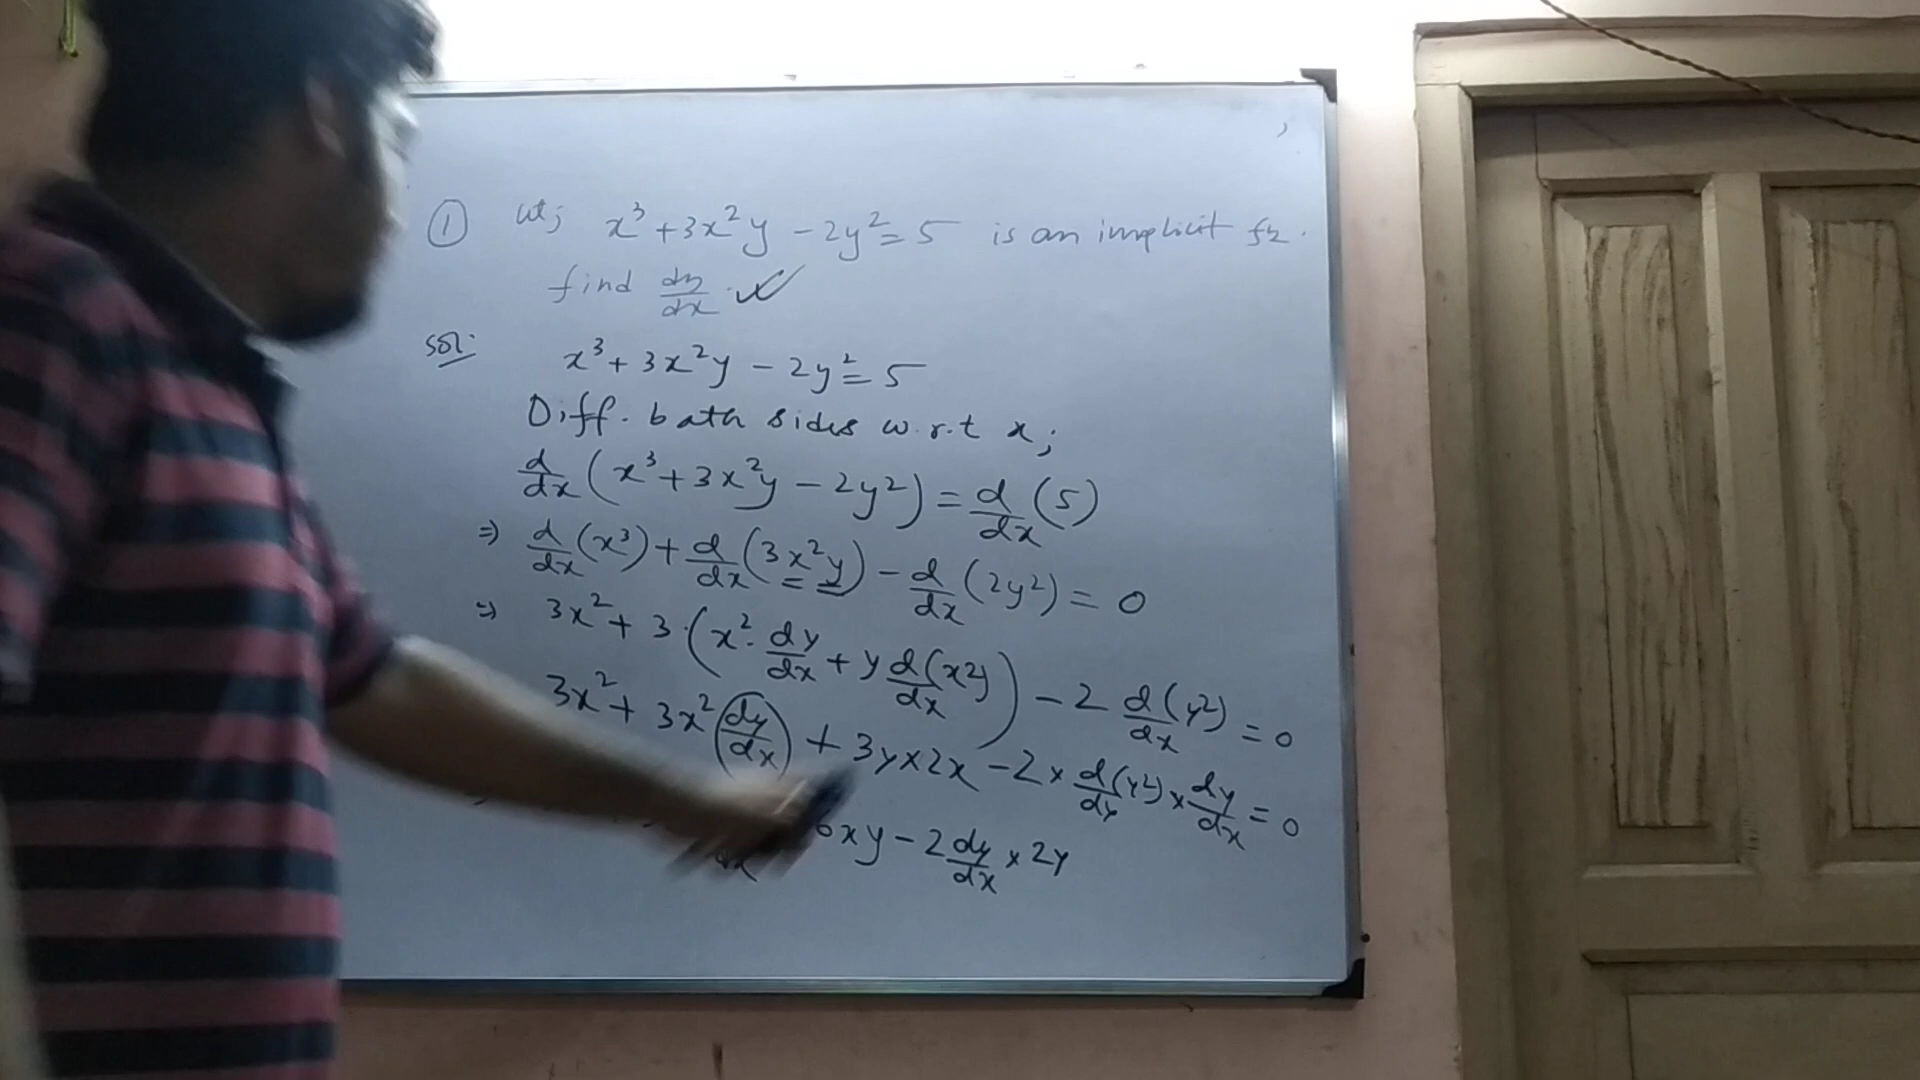 ① let; x³ + 3x²y - 2y² = 5 is an implicit fn.
find dy/dx.
sol:
x³ + 3x²y - 2y² = 5
Diff. both sides w.r.t x;
d/dx (x³ + 3x²y - 2y²) = d/dx (5)
⇒ d/dx (x³) + d/dx (3x²y) - d/dx (2y²) = 0
⇒ 3x² + 3·(x²·dy/dx + y d/dx (x²)) - 2 d/dx (y²) = 0
3x² + 3x² (dy/dx) + 3y×2x - 2× d/dy (y²) × dy/dx = 0
6xy - 2 dy/dx × 2y